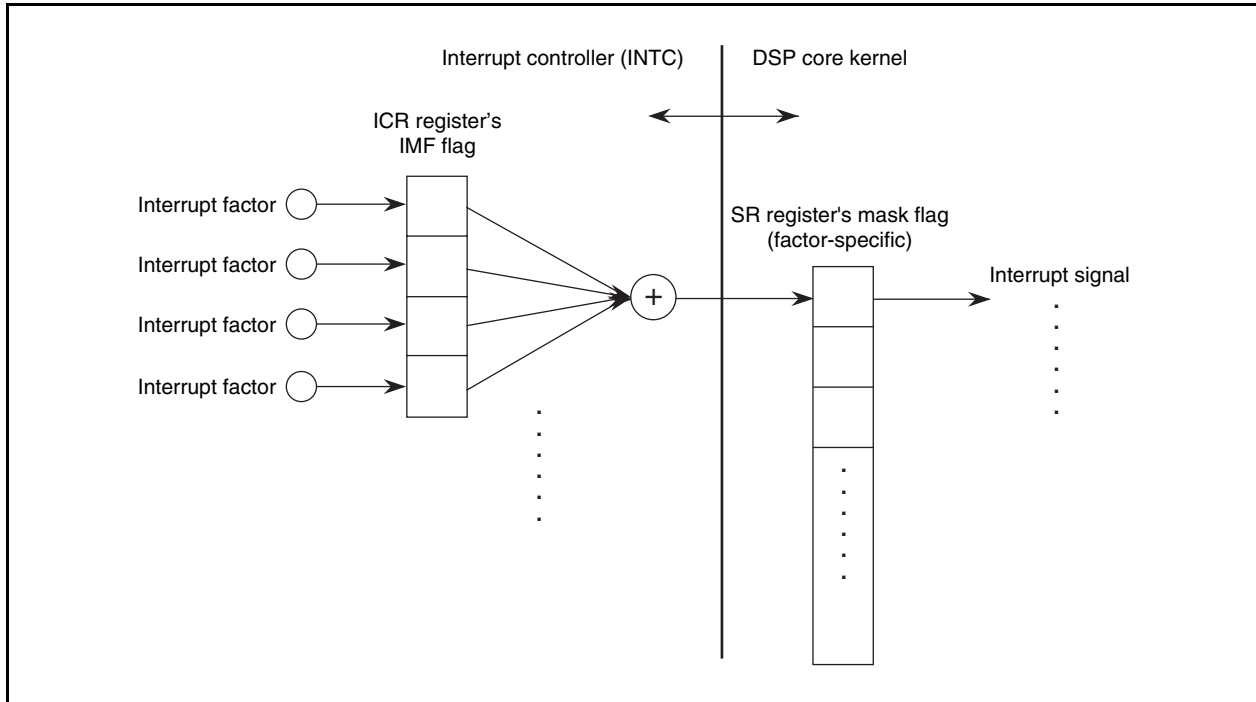 Interrupt controller (INTC)
DSP core kernel
ICR register’s
IMF flag
Interrupt factor
Interrupt factor
Interrupt factor
Interrupt factor
+
SR register's mask flag
(factor-specific)
Interrupt signal